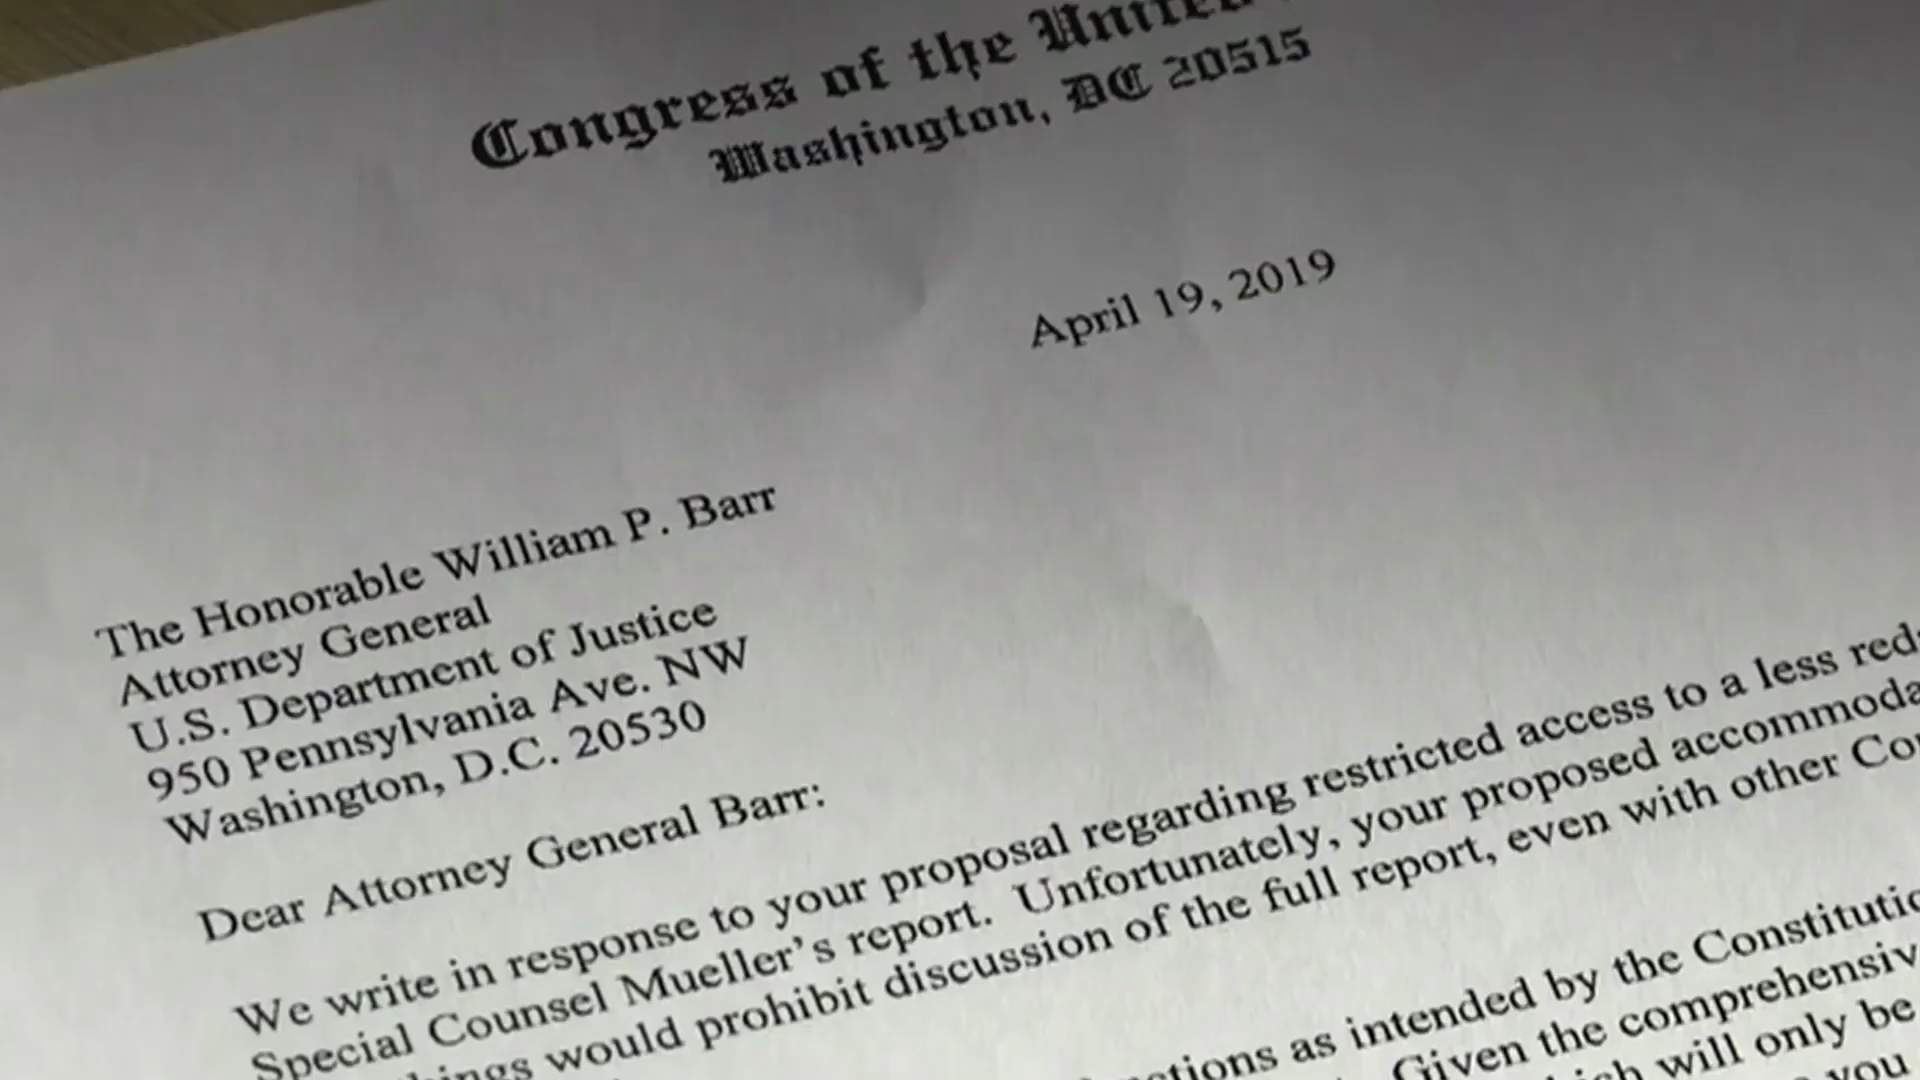 Congress of the United
Washington, DC 20515
April 19, 2019
The Honorable William P. Barr
Attorney General
U.S. Department of Justice
950 Pennsylvania Ave. NW
Washington, D.C. 20530
Dear Attorney General Barr:
We write in response to your proposal regarding restricted access to a less
Special Counsel Mueller's report. Unfortunately, your proposed
would prohibit discussion of the full report, even with other
as intended by the
Given the
will only be
you